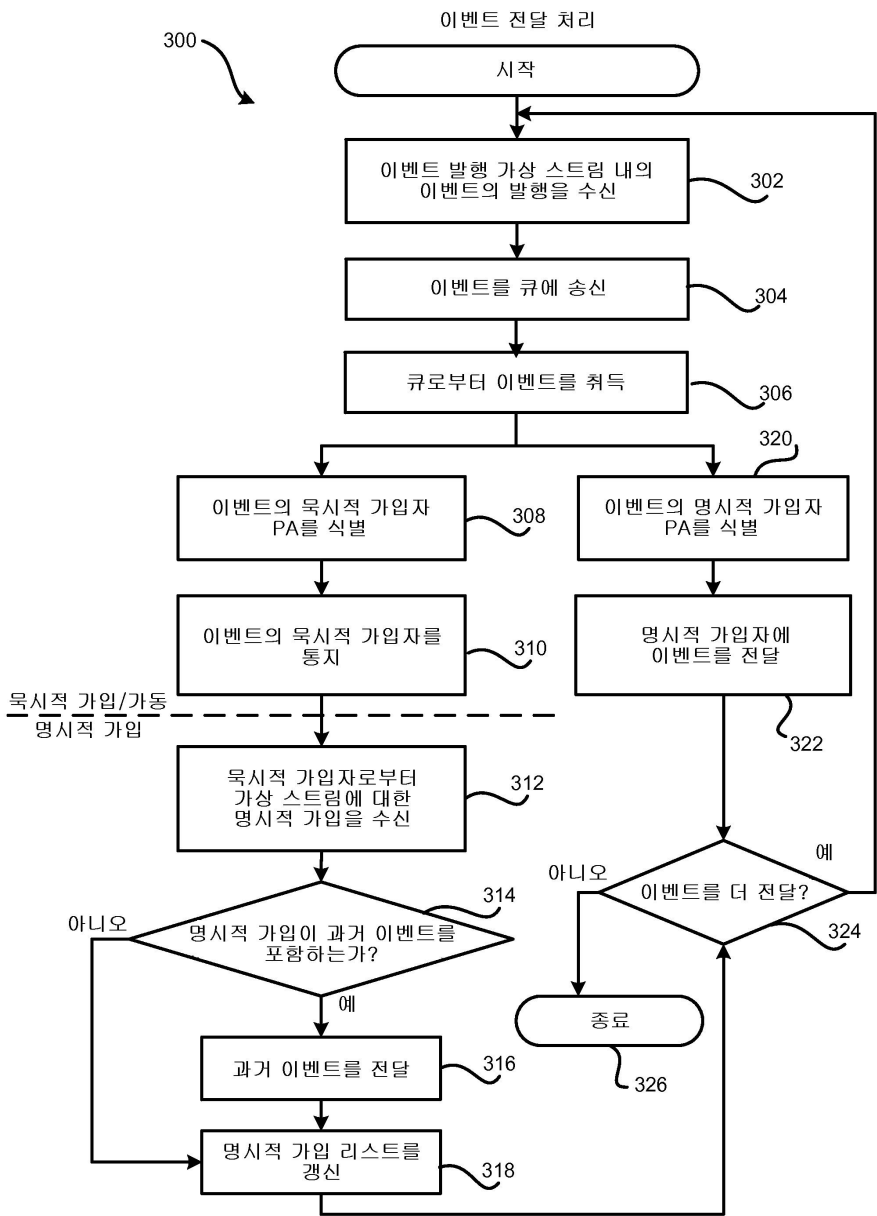 이벤트 전달 처리
300
시작
이벤트 발행 가상 스트림 내의
이벤트의 발행을 수신
302
이벤트를 큐에 송신
304
큐로부터 이벤트를 취득
306
이벤트의 묵시적 가입자
PA를 식별
308
320
이벤트의 명시적 가입자
PA를 식별
이벤트의 묵시적 가입자를
통지
310
명시적 가입자에
이벤트를 전달
322
묵시적 가입/가동
명시적 가입
묵시적 가입자로부터
가상 스트림에 대한
명시적 가입을 수신
312
314
명시적 가입이 과거 이벤트를
포함하는가?
아니오
예
이벤트를 더 전달?
아니오
예
324
종료
326
과거 이벤트를 전달
316
명시적 가입 리스트를
갱신
318